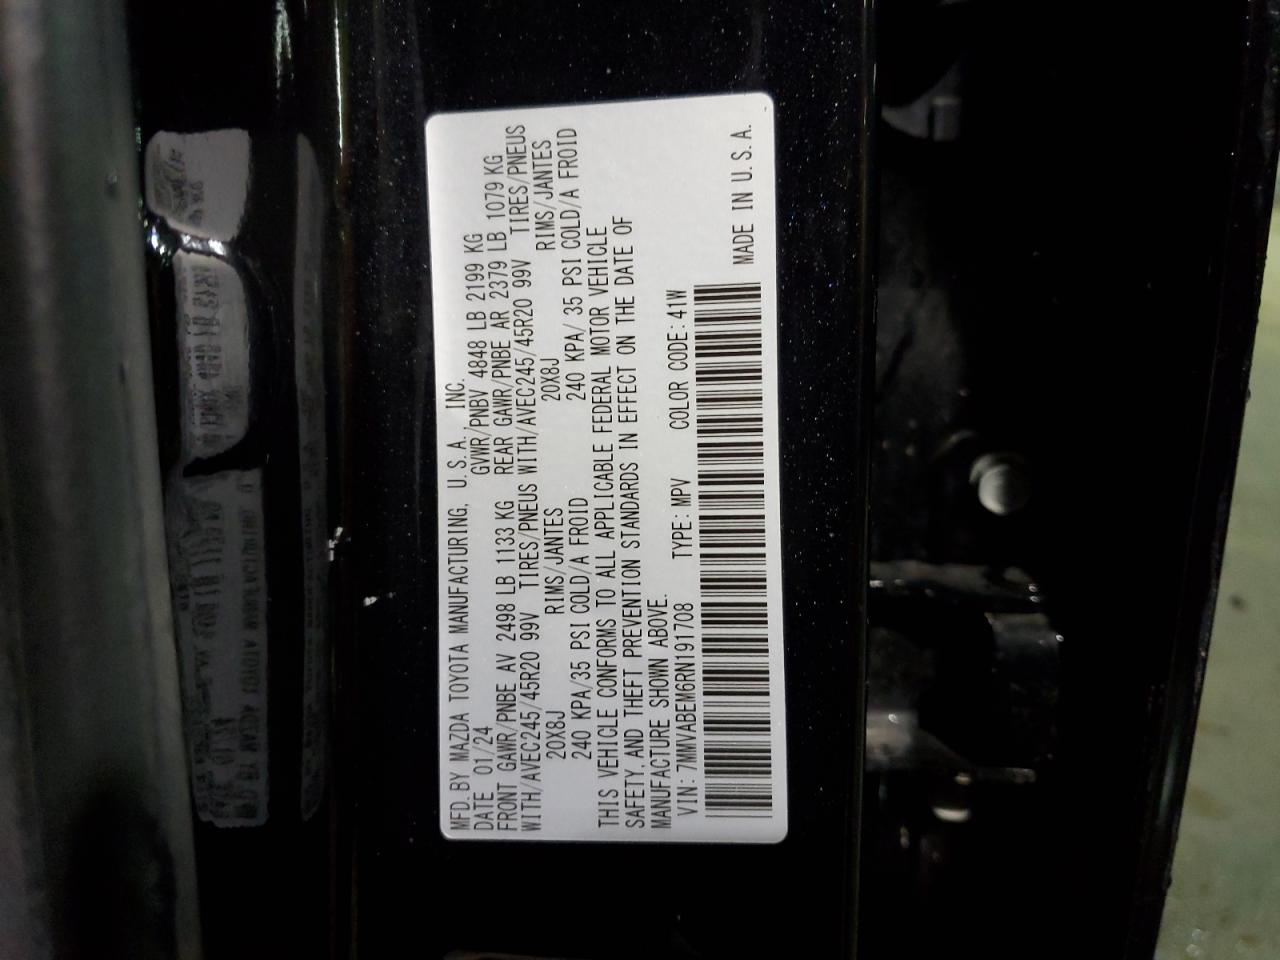 MFD. BY MAZDA TOYOTA MANUFACTURING, U.S.A., INC.
DATE 01/24 GVWR/PNBV 4848 LB 2199 KG
FRONT GAWR/PNBE AV 2498 LB 1133 KG REAR GAWR/PNBE AR 2379 LB 1079 KG
WITH/AVEC245/45R20 99V TIRES/PNEUS WITH/AVEC245/45R20 99V TIRES/PNEUS
20X8J RIMS/JANTES 20X8J RIMS/JANTES
240 KPA/35 PSI COLD/A FROID 240 KPA/ 35 PSI COLD/A FROID
THIS VEHICLE CONFORMS TO ALL APPLICABLE FEDERAL MOTOR VEHICLE
SAFETY, AND THEFT PREVENTION STANDARDS IN EFFECT ON THE DATE OF
MANUFACTURE SHOWN ABOVE.
VIN: 7MMVABEM6RN191708 TYPE: MPV COLOR CODE: 41W
MADE IN U.S.A.